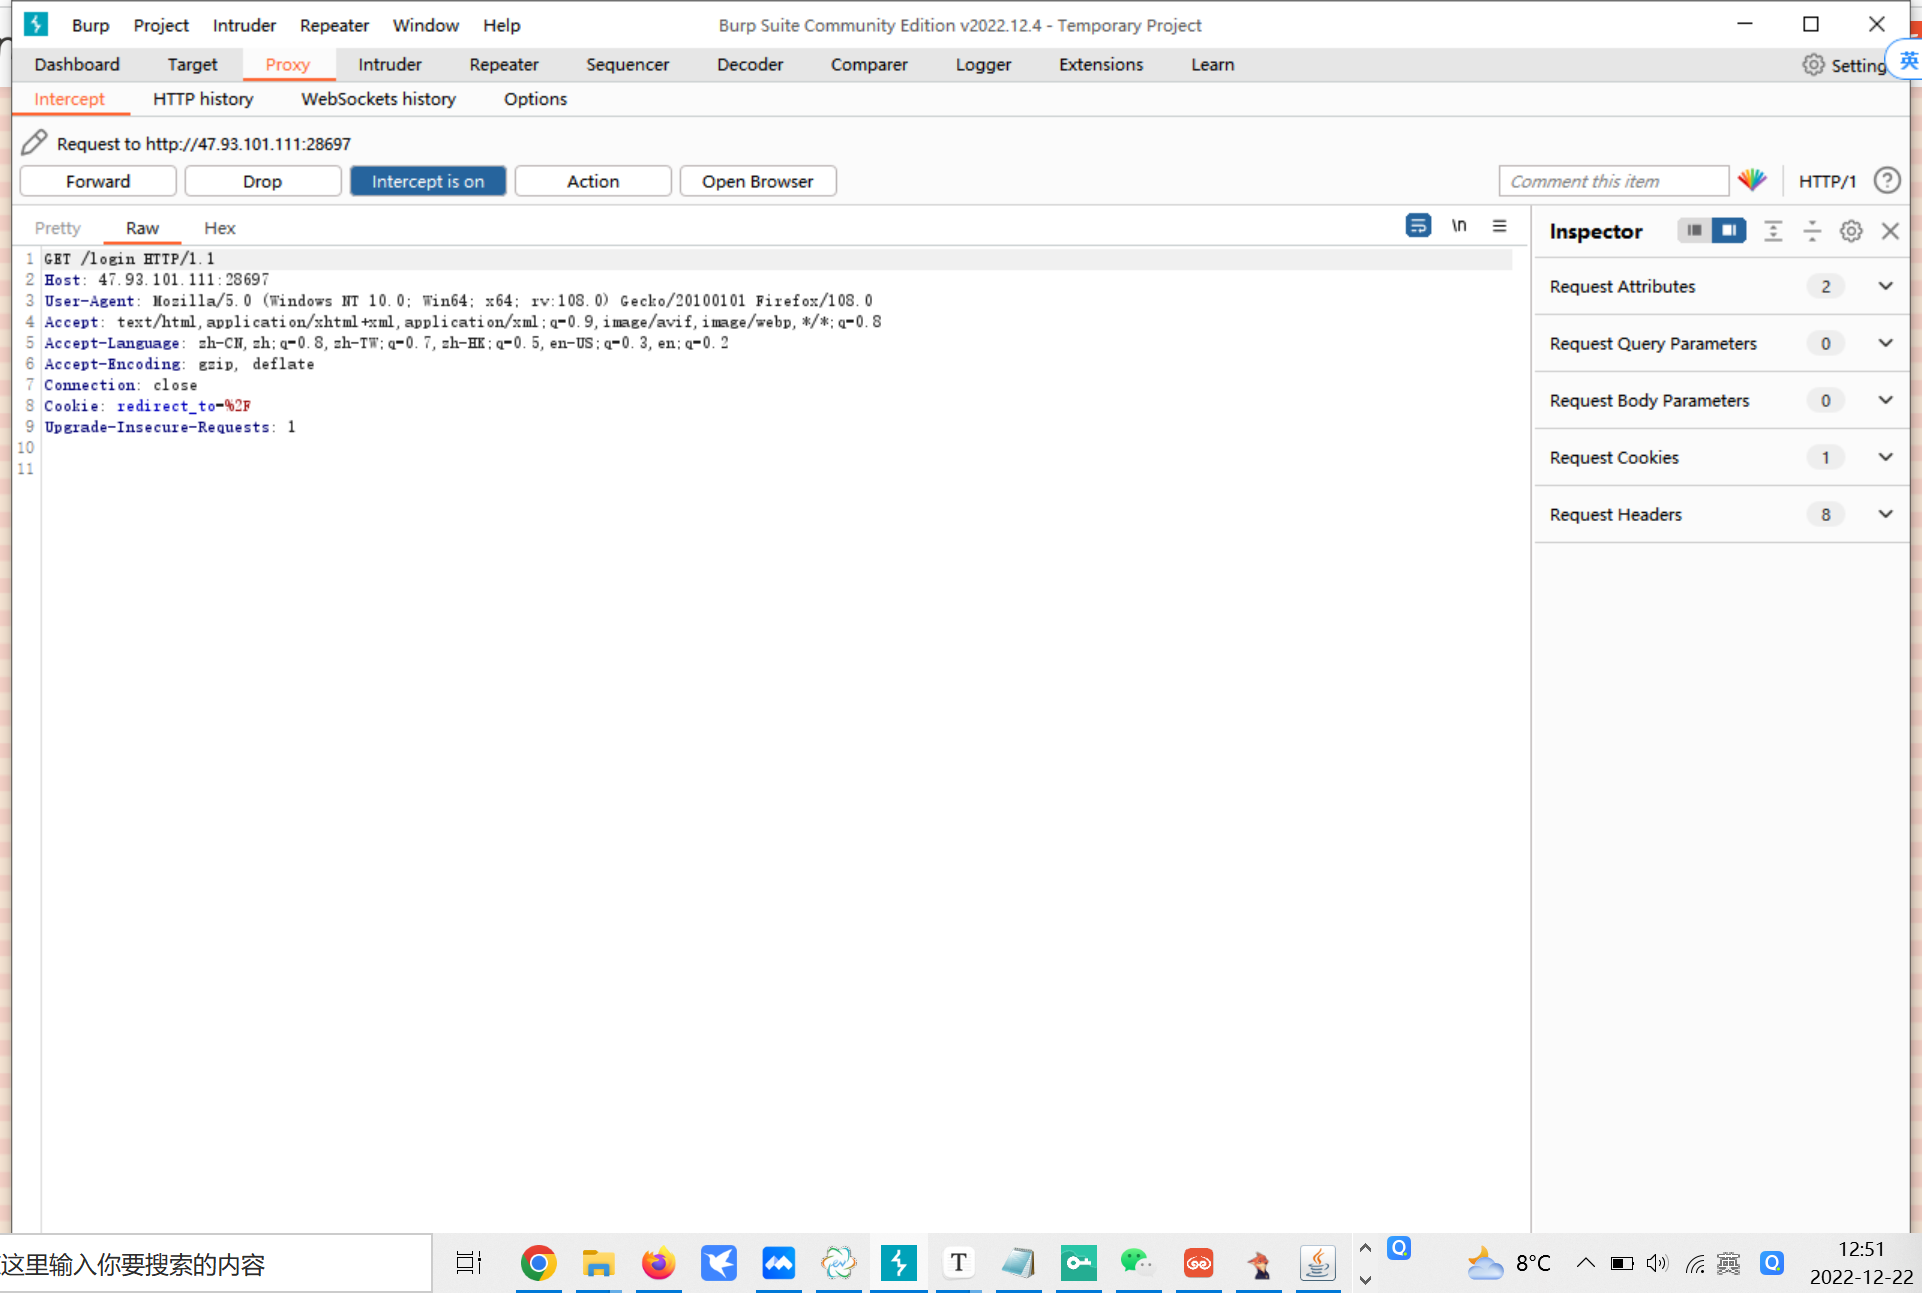 Burp Project Intruder Repeater Window Help Burp Suite Community Edition v2022.12.4 - Temporary Project
Dashboard Target Proxy Intruder Repeater Sequencer Decoder Comparer Logger Extensions Learn Setting
英
Intercept HTTP history WebSockets history Options
Request to http://47.93.101.111:28697
Forward Drop Intercept is on Action Open Browser Comment this item HTTP/1 ?
Pretty Raw Hex \n
1 GET /login HTTP/1.1
2 Host: 47.93.101.111:28697
3 User-Agent: Mozilla/5.0 (Windows NT 10.0; Win64; x64; rv:108.0) Gecko/20100101 Firefox/108.0
4 Accept: text/html,application/xhtml+xml,application/xml;q=0.9,image/avif,image/webp,*/*;q=0.8
5 Accept-Language: zh-CN,zh;q=0.8,zh-TW;q=0.7,zh-HK;q=0.5,en-US;q=0.3,en;q=0.2
6 Accept-Encoding: gzip, deflate
7 Connection: close
8 Cookie: redirect_to=%2F
9 Upgrade-Insecure-Requests: 1
10
11
Inspector
Request Attributes 2
Request Query Parameters 0
Request Body Parameters 0
Request Cookies 1
Request Headers 8
这里输入你要搜索的内容
T
8°C
英
12:51
2022-12-22